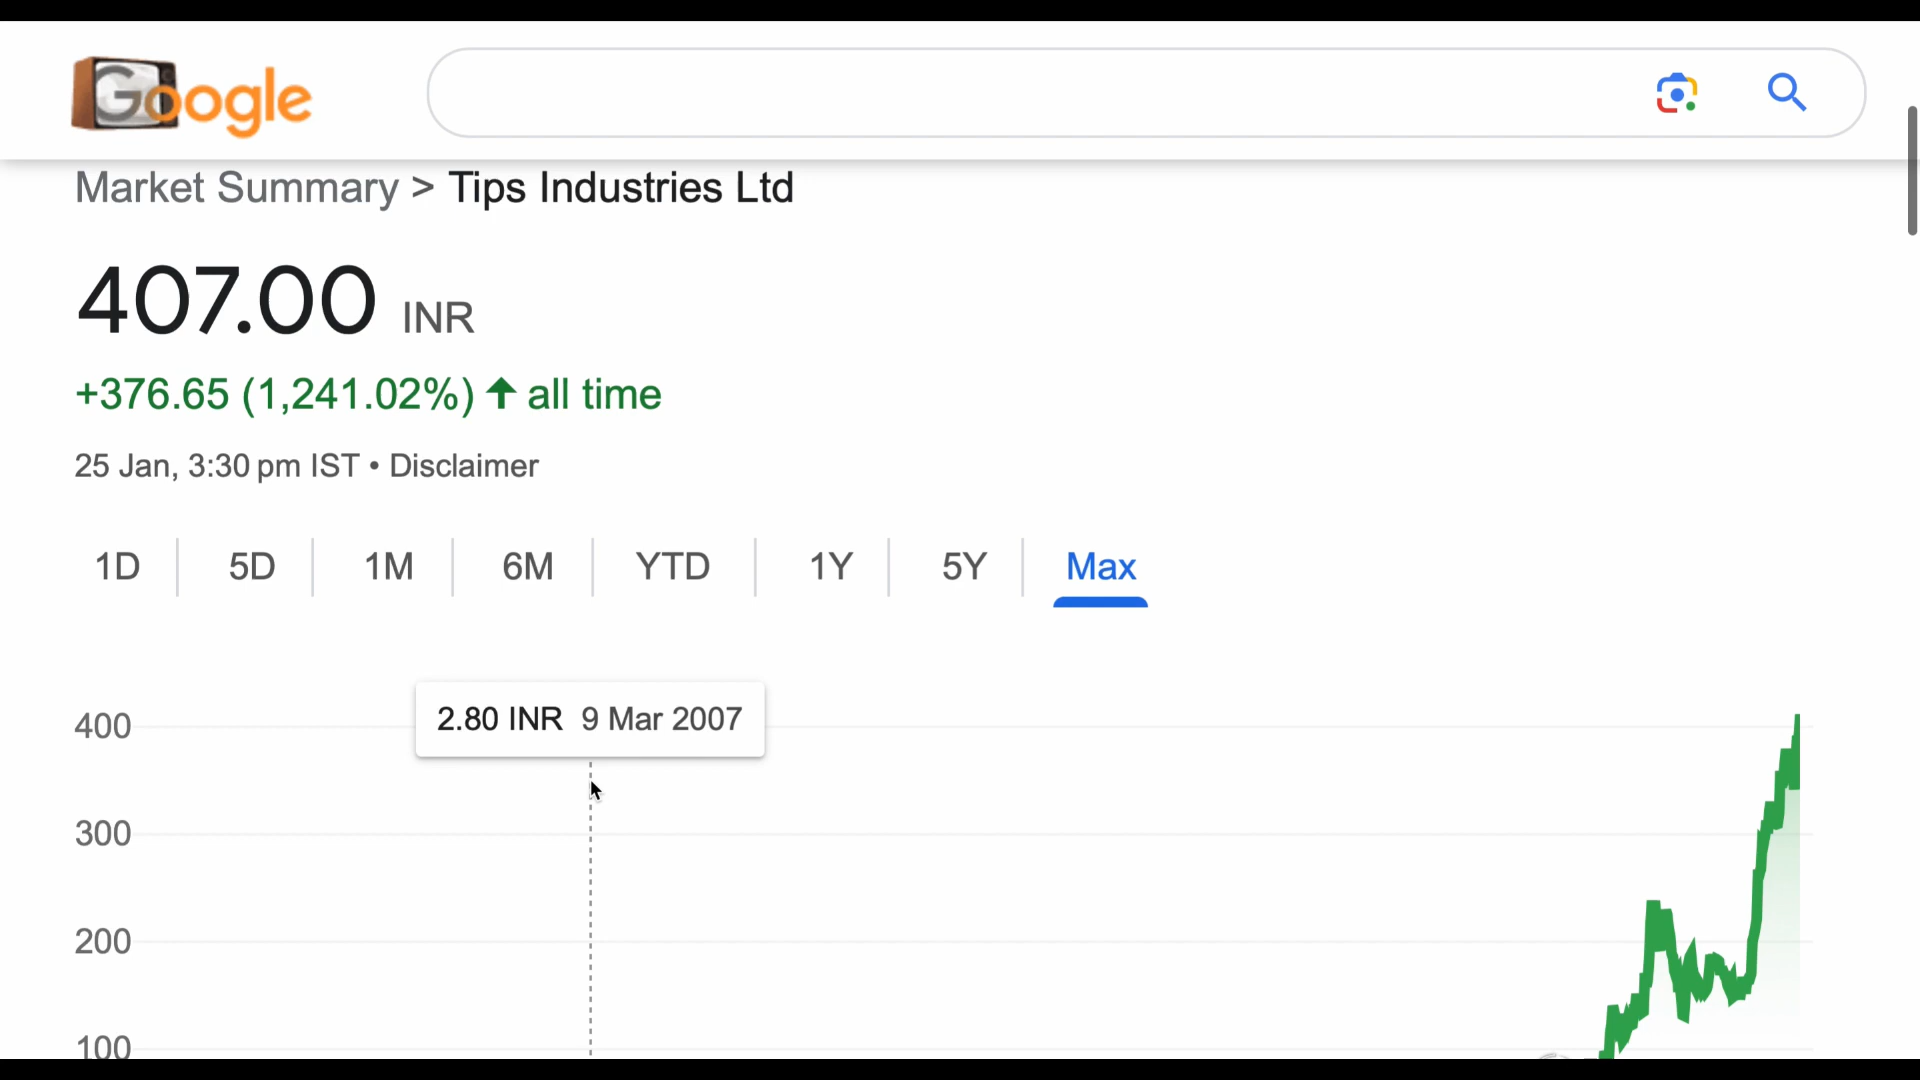 Google
Market Summary > Tips Industries Ltd
407.00 INR
+376.65 (1,241.02%) ↑ all time
25 Jan, 3:30 pm IST • Disclaimer
1D 5D 1M 6M YTD 1Y 5Y Max
2.80 INR 9 Mar 2007
400
300
200
100